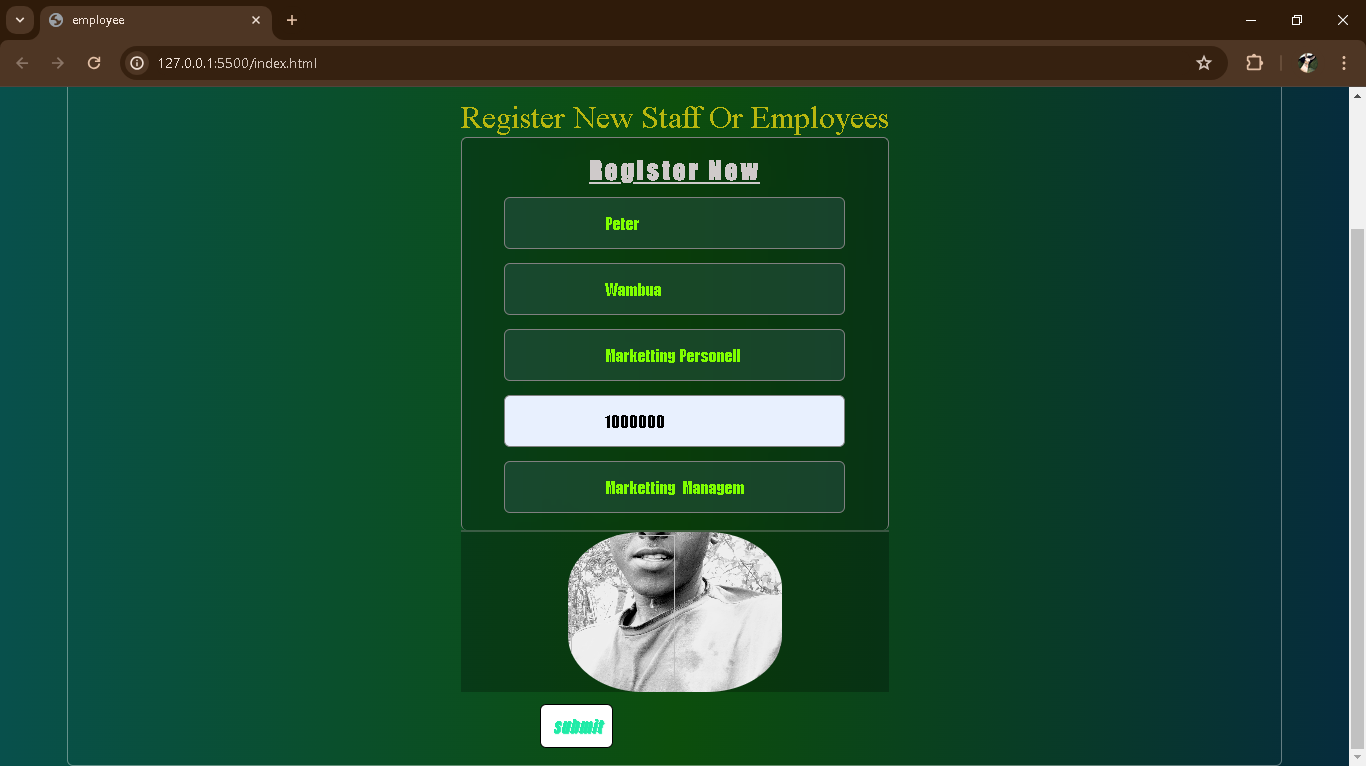 employee
127.0.0.1:5500/index.html
Register New Staff Or Employees
Register Now
Peter
Wambua
Marketting Personell
1000000
Marketting Managem
submit